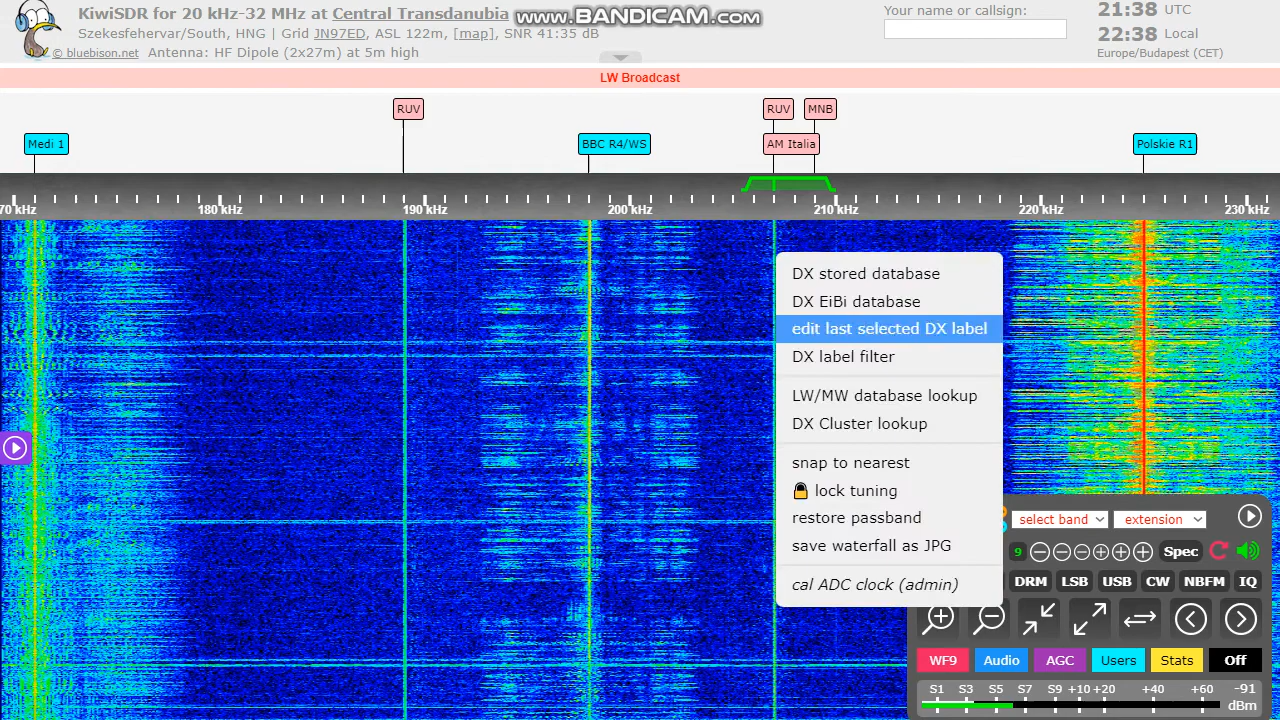 KiwiSDR for 20 kHz-32 MHz at Central Transdanubia
www.BANDICAM.com
Szekesfehervar/South, HNG | Grid JN97ED, ASL 122m, [map], SNR 41:35 dB
© bluebison.net Antenna: HF Dipole (2x27m) at 5m high
Your name or callsign:
21:38 UTC
22:38 Local
Europe/Budapest (CET)
LW Broadcast
RUV RUV MNB
Medi 1 BBC R4/WS AM Italia Polskie R1
70 kHz 180 kHz 190 kHz 200 kHz 210 kHz 220 kHz 230 kHz
DX stored database
DX EiBi database
edit last selected DX label
DX label filter
LW/MW database lookup
DX Cluster lookup
snap to nearest
lock tuning
restore passband
save waterfall as JPG
cal ADC clock (admin)
select band extension
9 Spec
DRM LSB USB CW NBFM IQ
WF9 Audio AGC Users Stats Off
S1 S3 S5 S7 S9 +10 +20 +40 +60 -91
dBm